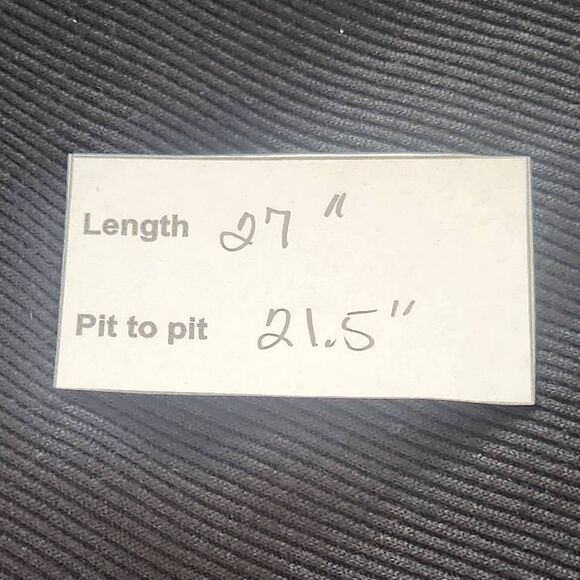 Length 27"
Pit to pit 21.5"